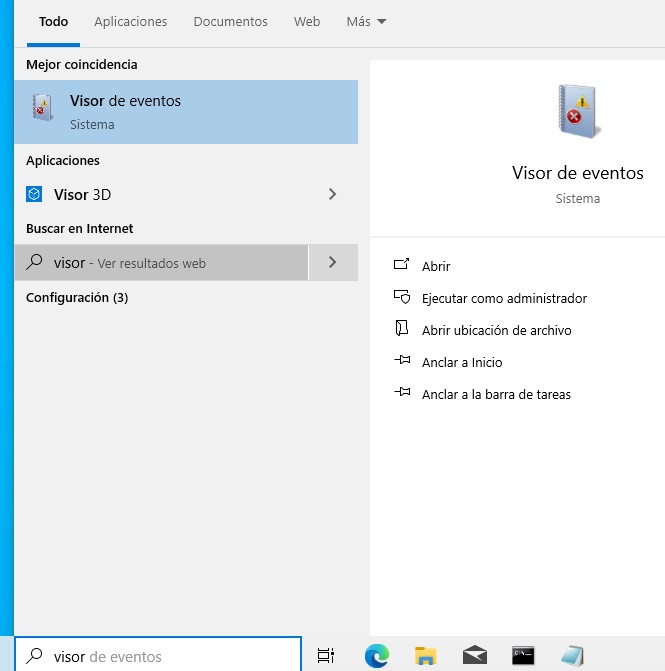 Todo Aplicaciones Documentos Web Más
Mejor coincidencia
Visor de eventos
Sistema
Aplicaciones
Visor 3D
Buscar en Internet
visor - Ver resultados web
Configuración (3)
Visor de eventos
Sistema
Abrir
Ejecutar como administrador
Abrir ubicación de archivo
Anclar a Inicio
Anclar a la barra de tareas
visor de eventos